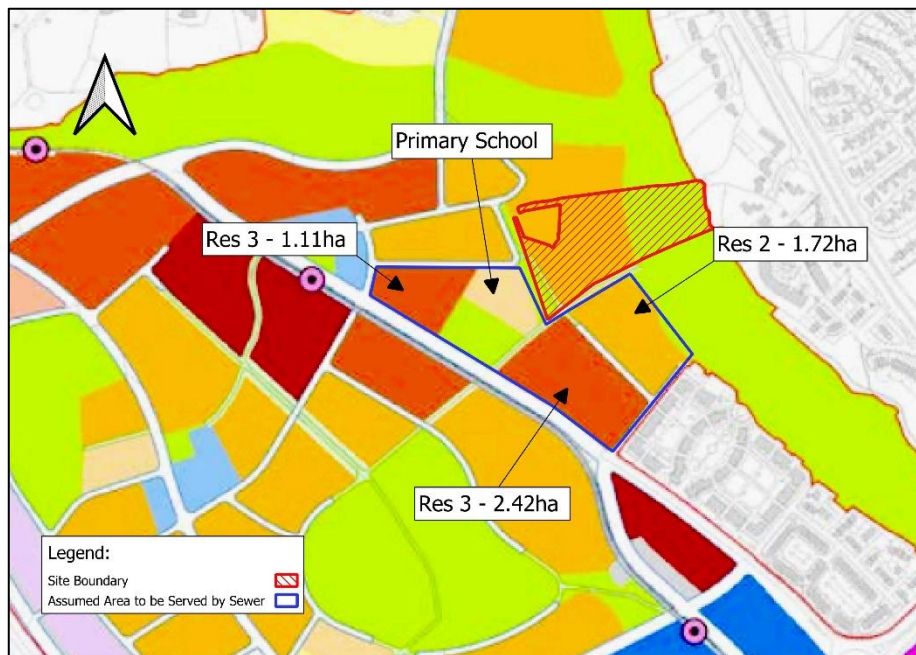 Primary School
Res 3 - 1.11ha
Res 2 - 1.72ha
Res 3 - 2.42ha
Legend:
Site Boundary
Assumed Area to be Served by Sewer